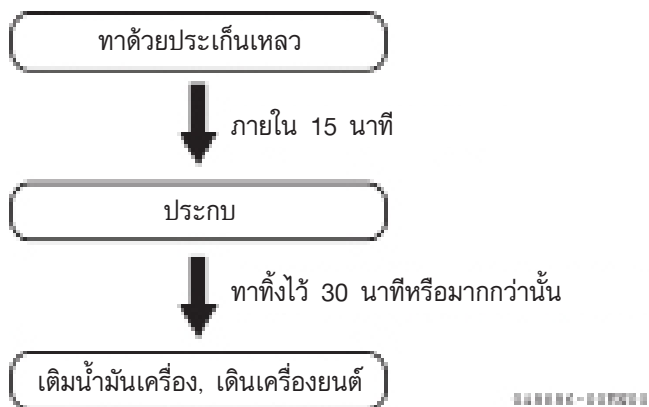 ทาด้วยประเก็นเหลว
ภายใน 15 นาที
ประกบ
ทาทิ้งไว้ 30 นาทีหรือมากกว่านั้น
เติมน้ำมันเครื่อง, เดินเครื่องยนต์